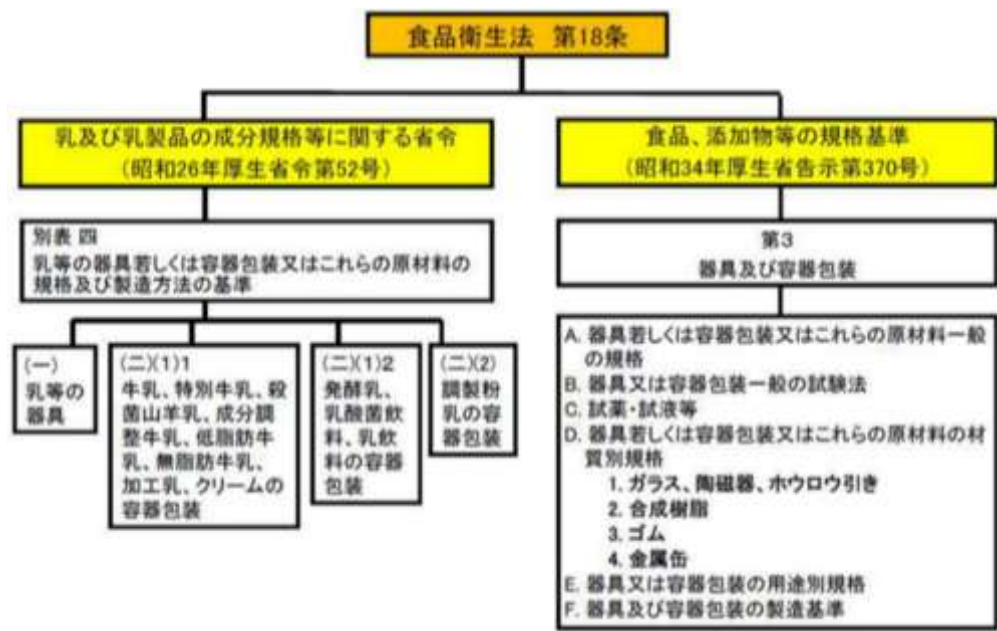 食品衛生法 第18条
乳及び乳製品の成分規格等に関する省令
（昭和26年厚生省令第52号）
別表 四
乳等の器具若しくは容器包装又はこれらの原材料の
規格及び製造方法の基準
(一)
乳等の
器具
(二)(1)1
牛乳、特別牛乳、殺
菌山羊乳、成分調
整牛乳、低脂肪牛
乳、無脂肪牛乳、
加工乳、クリームの
容器包装
(二)(1)2
発酵乳、
乳酸菌飲
料、乳飲
料の容器
包装
(二)(2)
調製粉
乳の容
器包装
食品、添加物等の規格基準
（昭和34年厚生省告示第370号）
第3
器具及び容器包装
A. 器具若しくは容器包装又はこれらの原材料一般
の規格
B. 器具又は容器包装一般の試験法
C. 試薬・試液等
D. 器具若しくは容器包装又はこれらの原材料の材
質別規格
1. ガラス、陶磁器、ホウロウ引き
2. 合成樹脂
3. ゴム
4. 金属缶
E. 器具又は容器包装の用途別規格
F. 器具及び容器包装の製造基準